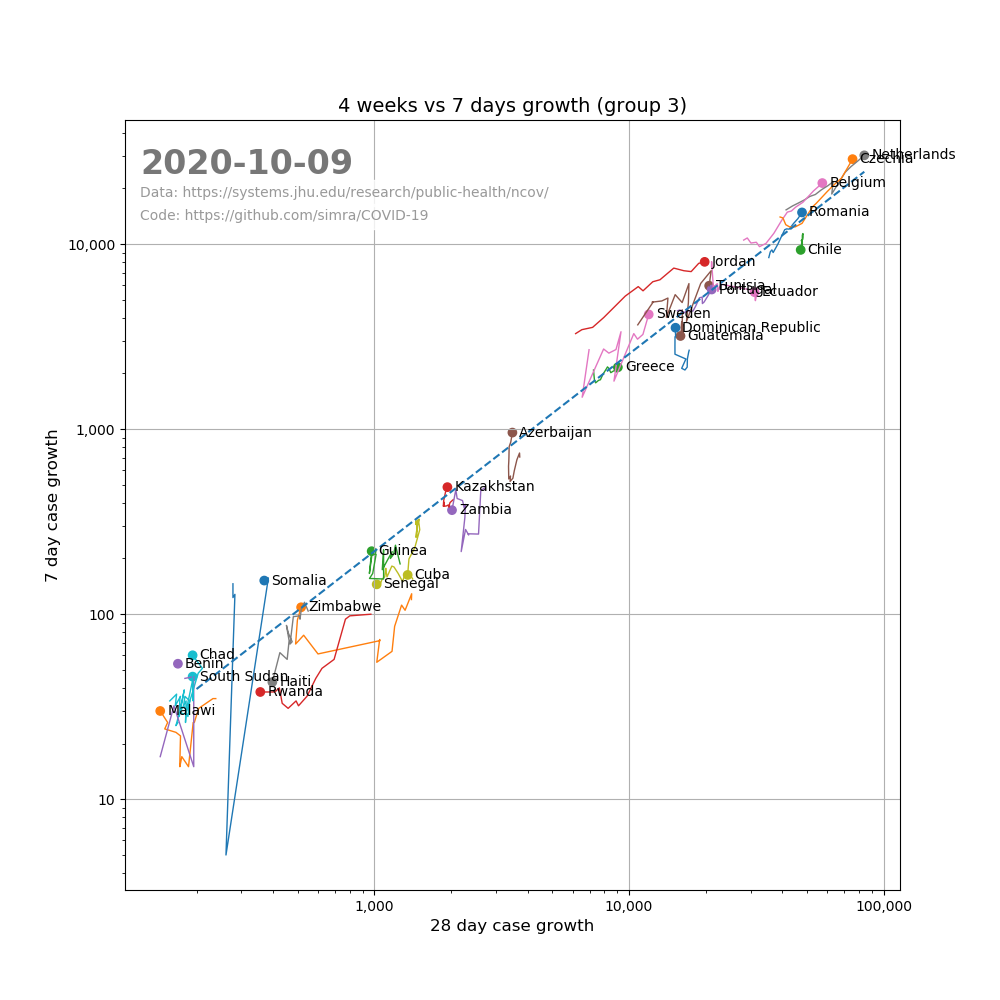 4 weeks vs 7 days growth (group 3)
2020-10-09
Data: https://systems.jhu.edu/research/public-health/ncov/
Code: https://github.com/simra/COVID-19
Netherlands
Czechia
Belgium
Romania
Chile
10,000
Jordan
Tunisia
Portugal
Ecuador
Sweden
Dominican Republic
Guatemala
Greece
1,000
Azerbaijan
Kazakhstan
Zambia
Guinea
Cuba
Senegal
Somalia
Zimbabwe
100
Chad
Benin
South Sudan
Haiti
Rwanda
Malawi
10
7 day case growth
1,000
10,000
100,000
28 day case growth